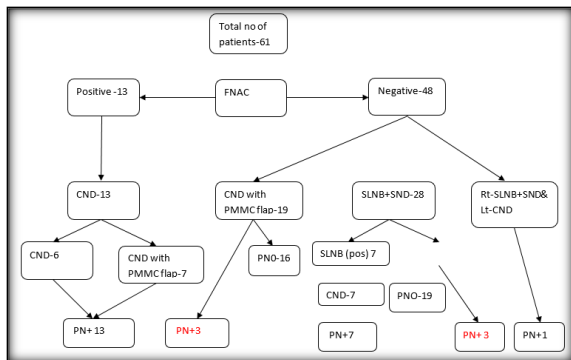 Total no of
patients-61
Positive -13
FNAC
Negative-48
CND-13
CND with
PMMC flap-19
SLNB+SND-28
Rt-SLNB+SND&
Lt-CND
CND-6
CND with
PMMC flap-7
PN0-16
SLNB (pos) 7
CND-7
PNO-19
PN+ 13
PN+3
PN+7
PN+ 3
PN+1